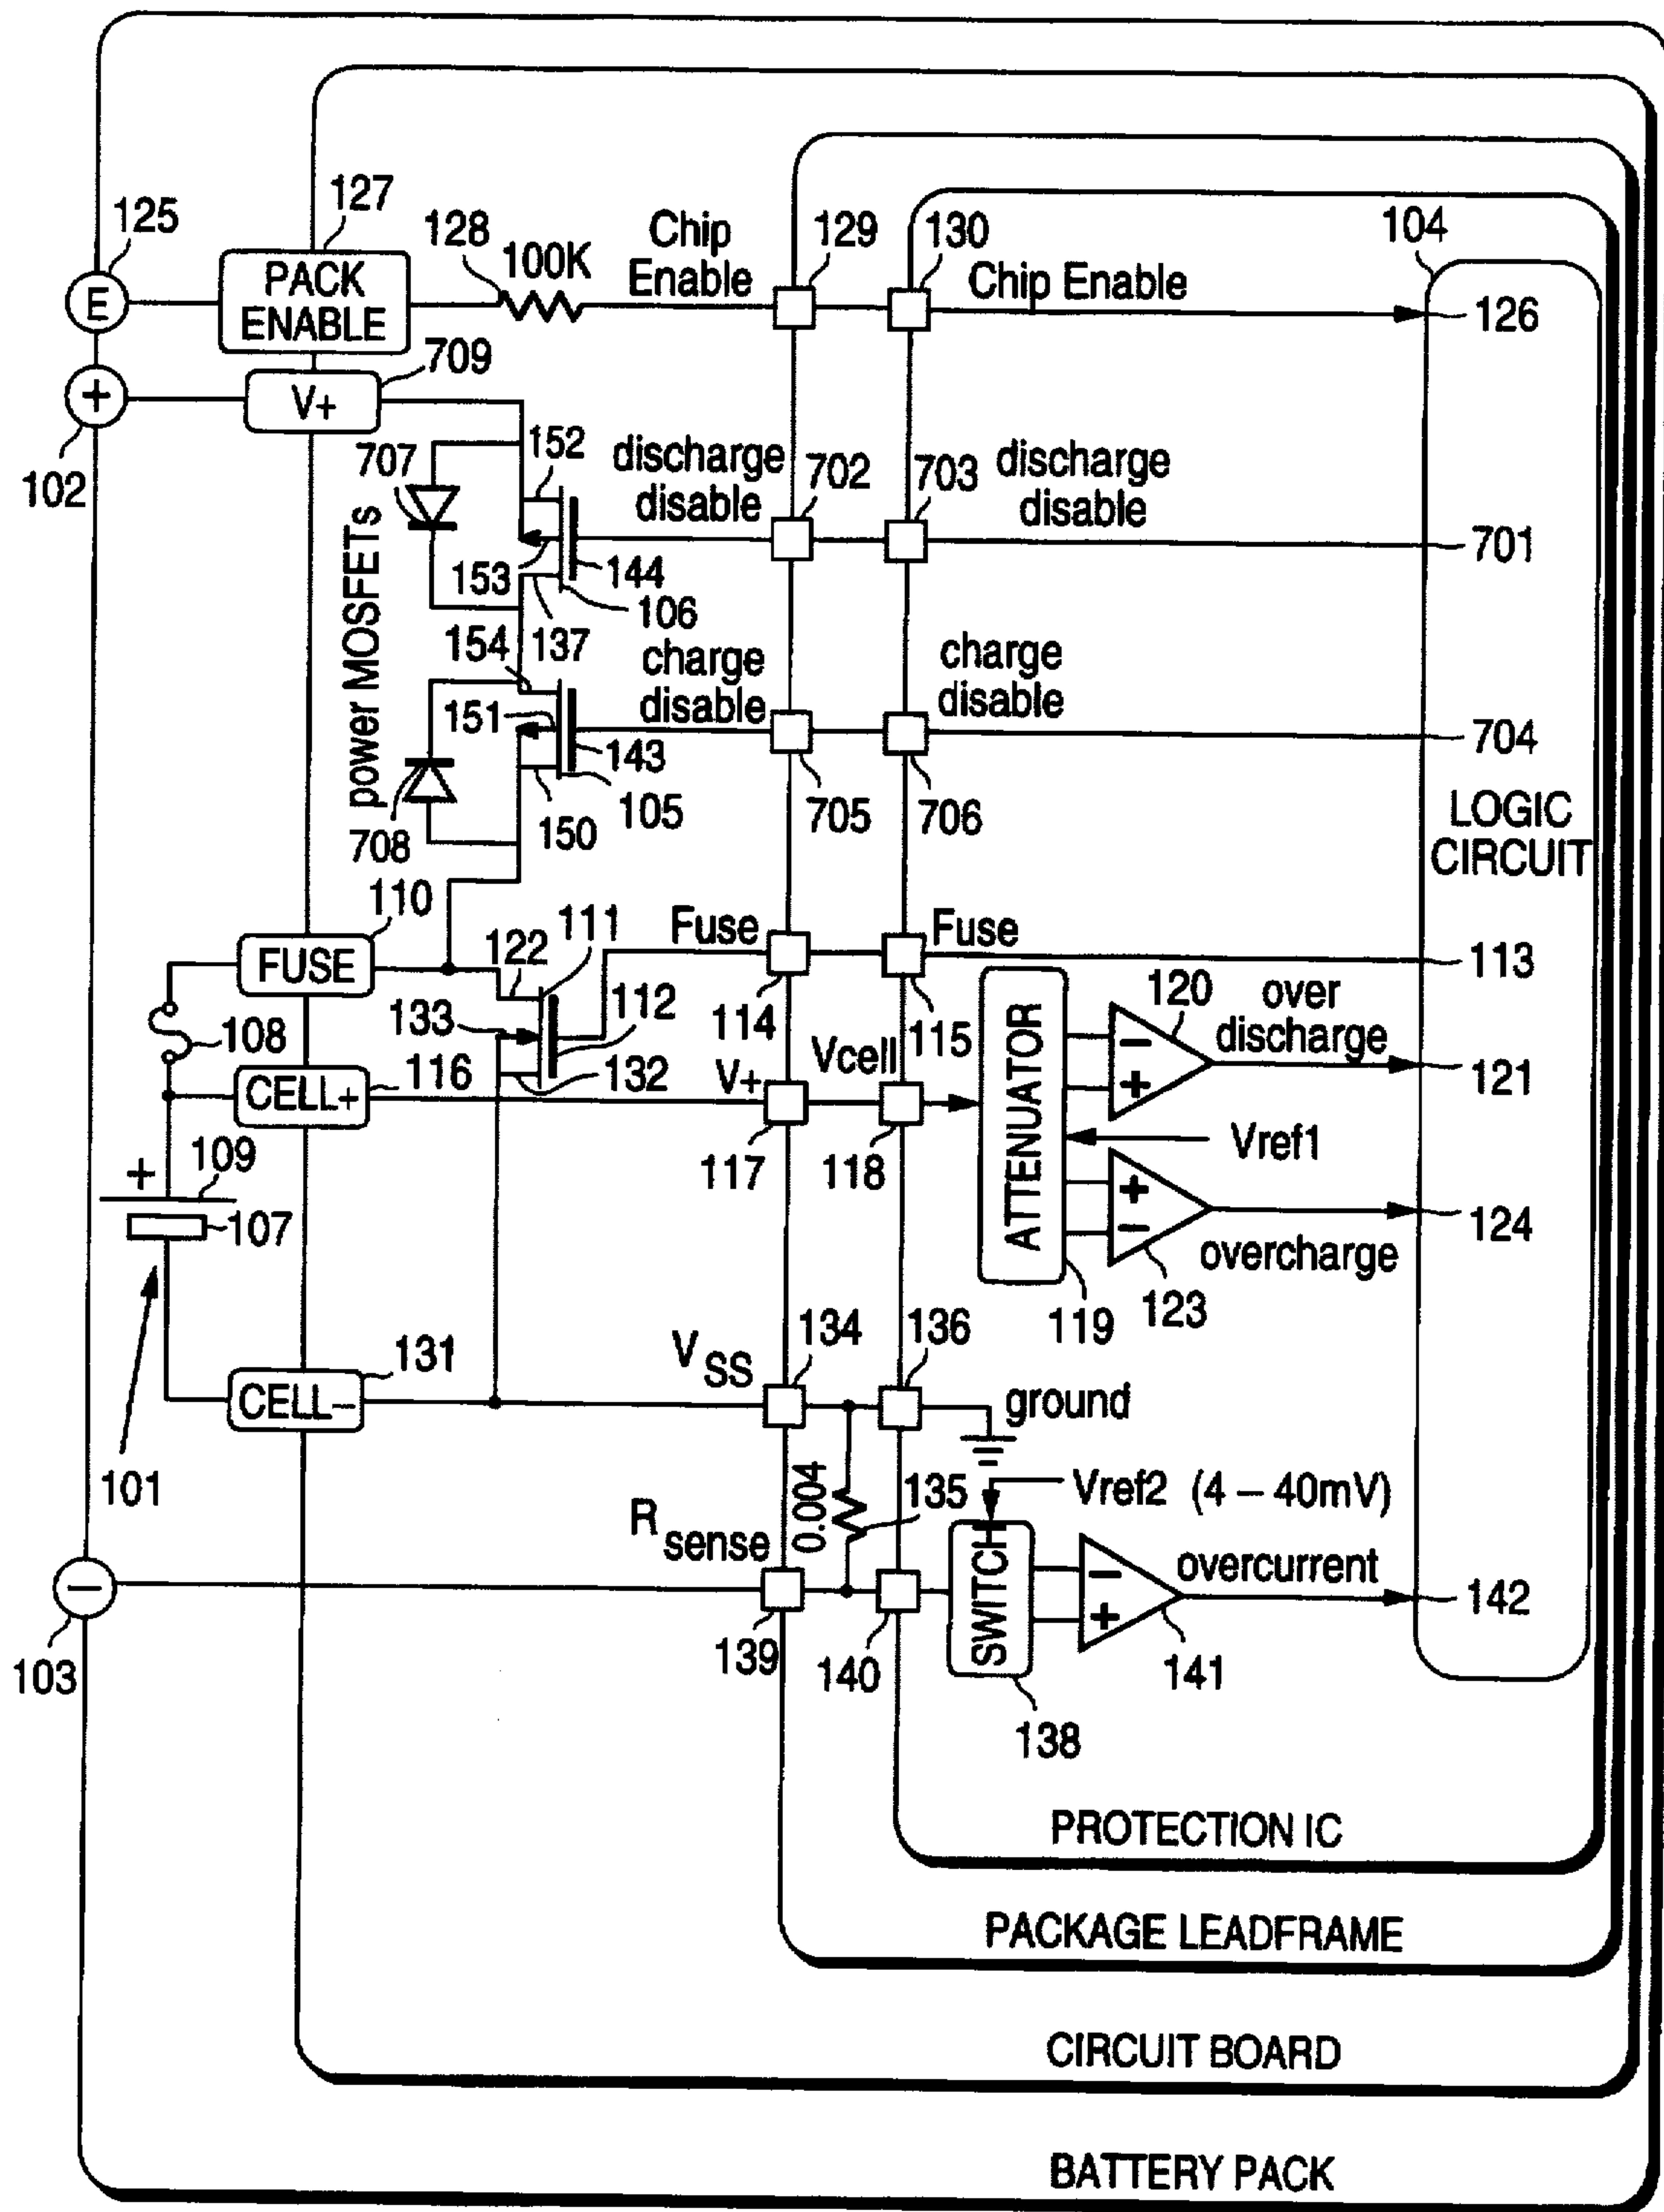 127
125
128
100K
Chip
Enable
129
130
104
E
PACK
ENABLE
Chip Enable
126
709
+
V+
102
707
152
discharge
disable
702
703
discharge
disable
701
power MOSFETs
153
144
106
154
137
charge
disable
charge
disable
151
143
704
105
150
705
706
708
LOGIC
CIRCUIT
110
111
FUSE
122
Fuse
Fuse
113
133
112
114
115
120
over
discharge
108
116
132
V+
Vcell
CELL+
ATTENUATOR
−
+
121
+
109
117
118
Vref1
107
+
−
124
overcharge
123
119
131
VSS
134
136
CELL−
ground
101
Rsense
0.004
135
Vref2 (4 – 40mV)
SWITCH
−
+
overcurrent
142
−
103
139
140
141
138
PROTECTION IC
PACKAGE LEADFRAME
CIRCUIT BOARD
BATTERY PACK